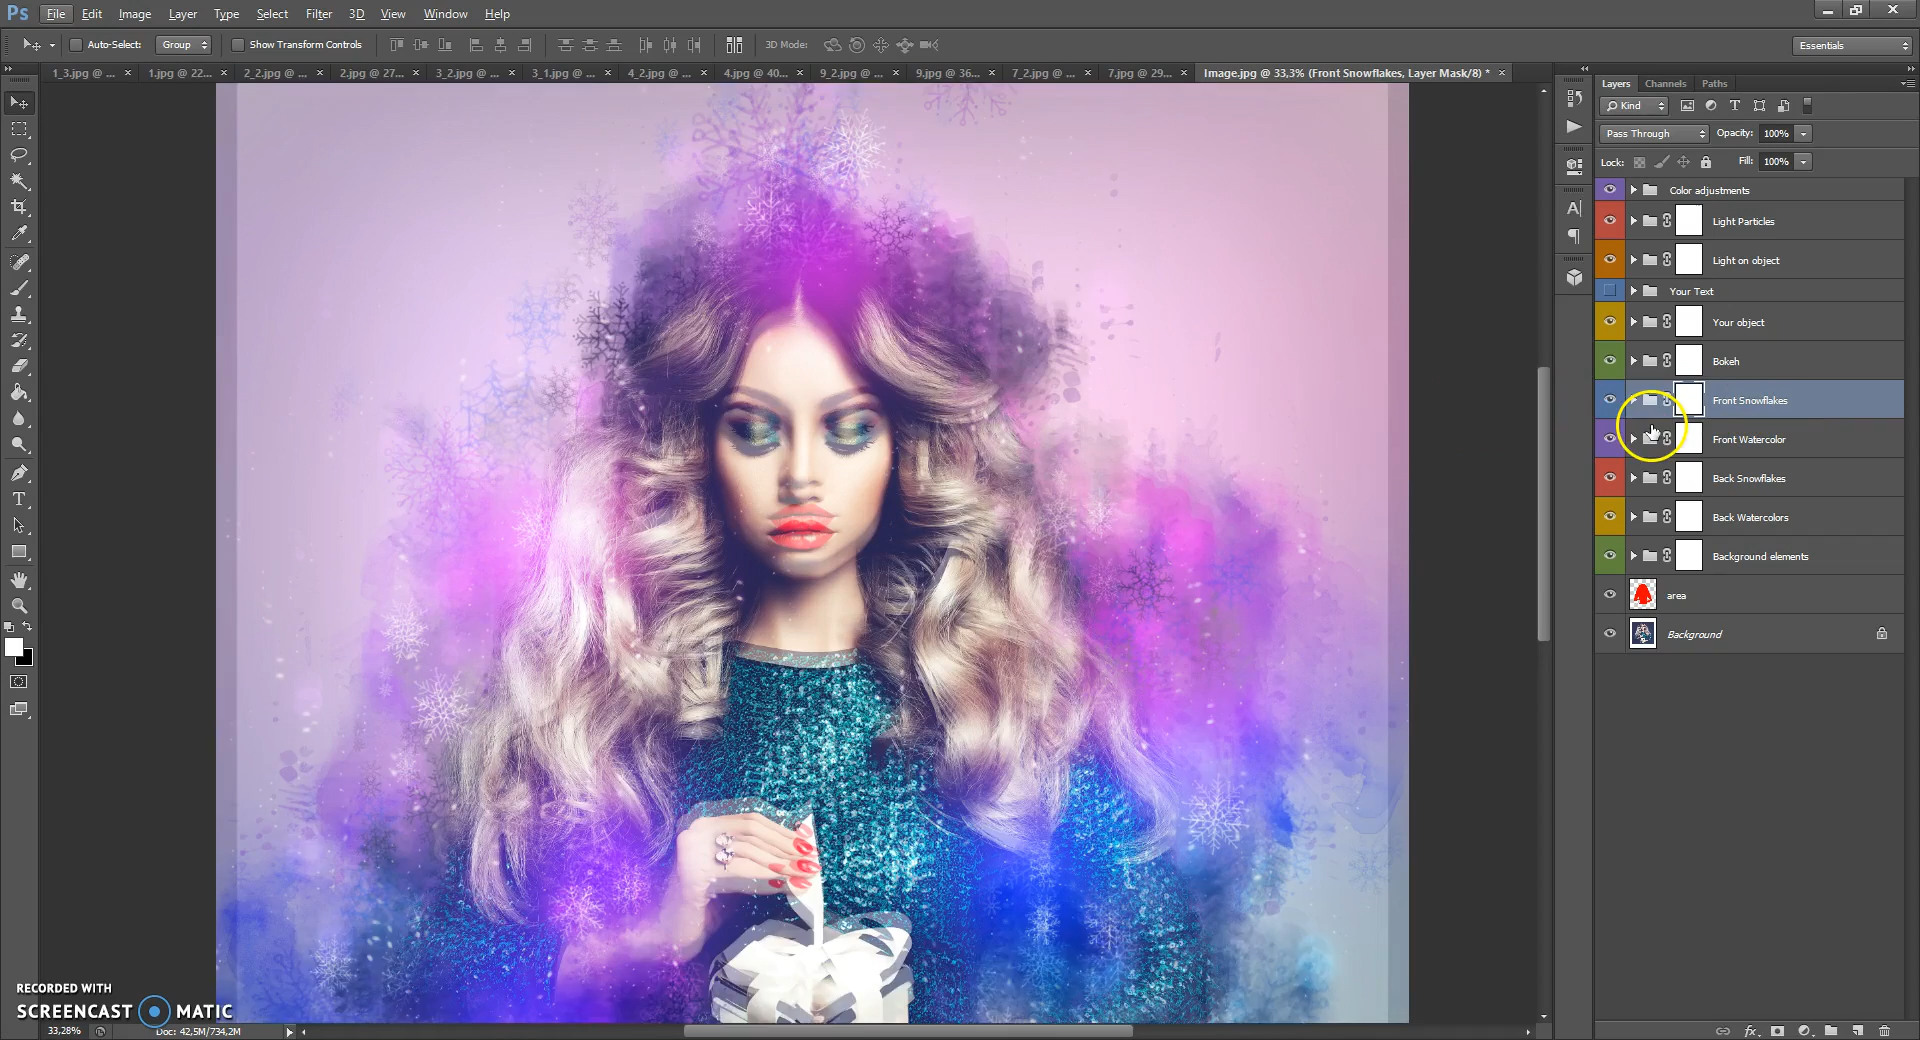 Ps File Edit Image Layer Type Select Filter 3D View Window Help
Auto-Select: Group Show Transform Controls 3D Mode: Essentials
1_3.jpg @ ... × 1.jpg @ 22... × 2_2.jpg @ ... × 2.jpg @ 27... × 3_2.jpg @ ... × 3_1.jpg @ ... × 4_2.jpg @ ... × 4.jpg @ 40... × 9_2.jpg @ ... × 9.jpg @ 36... × 7_2.jpg @ ... × 7.jpg @ 29... × Image.jpg @ 33,3% (Front Snowflakes, Layer Mask/8) * ×
Layers Channels Paths
Kind
Pass Through Opacity: 100%
Lock: Fill: 100%
Color adjustments
Light Particles
Light on object
Your Text
Your object
Bokeh
Front Snowflakes
Front Watercolor
Back Snowflakes
Back Watercolors
Background elements
area
Background
RECORDED WITH
SCREENCAST MATIC
33,28% Doc: 42,5M/734,2M
fx